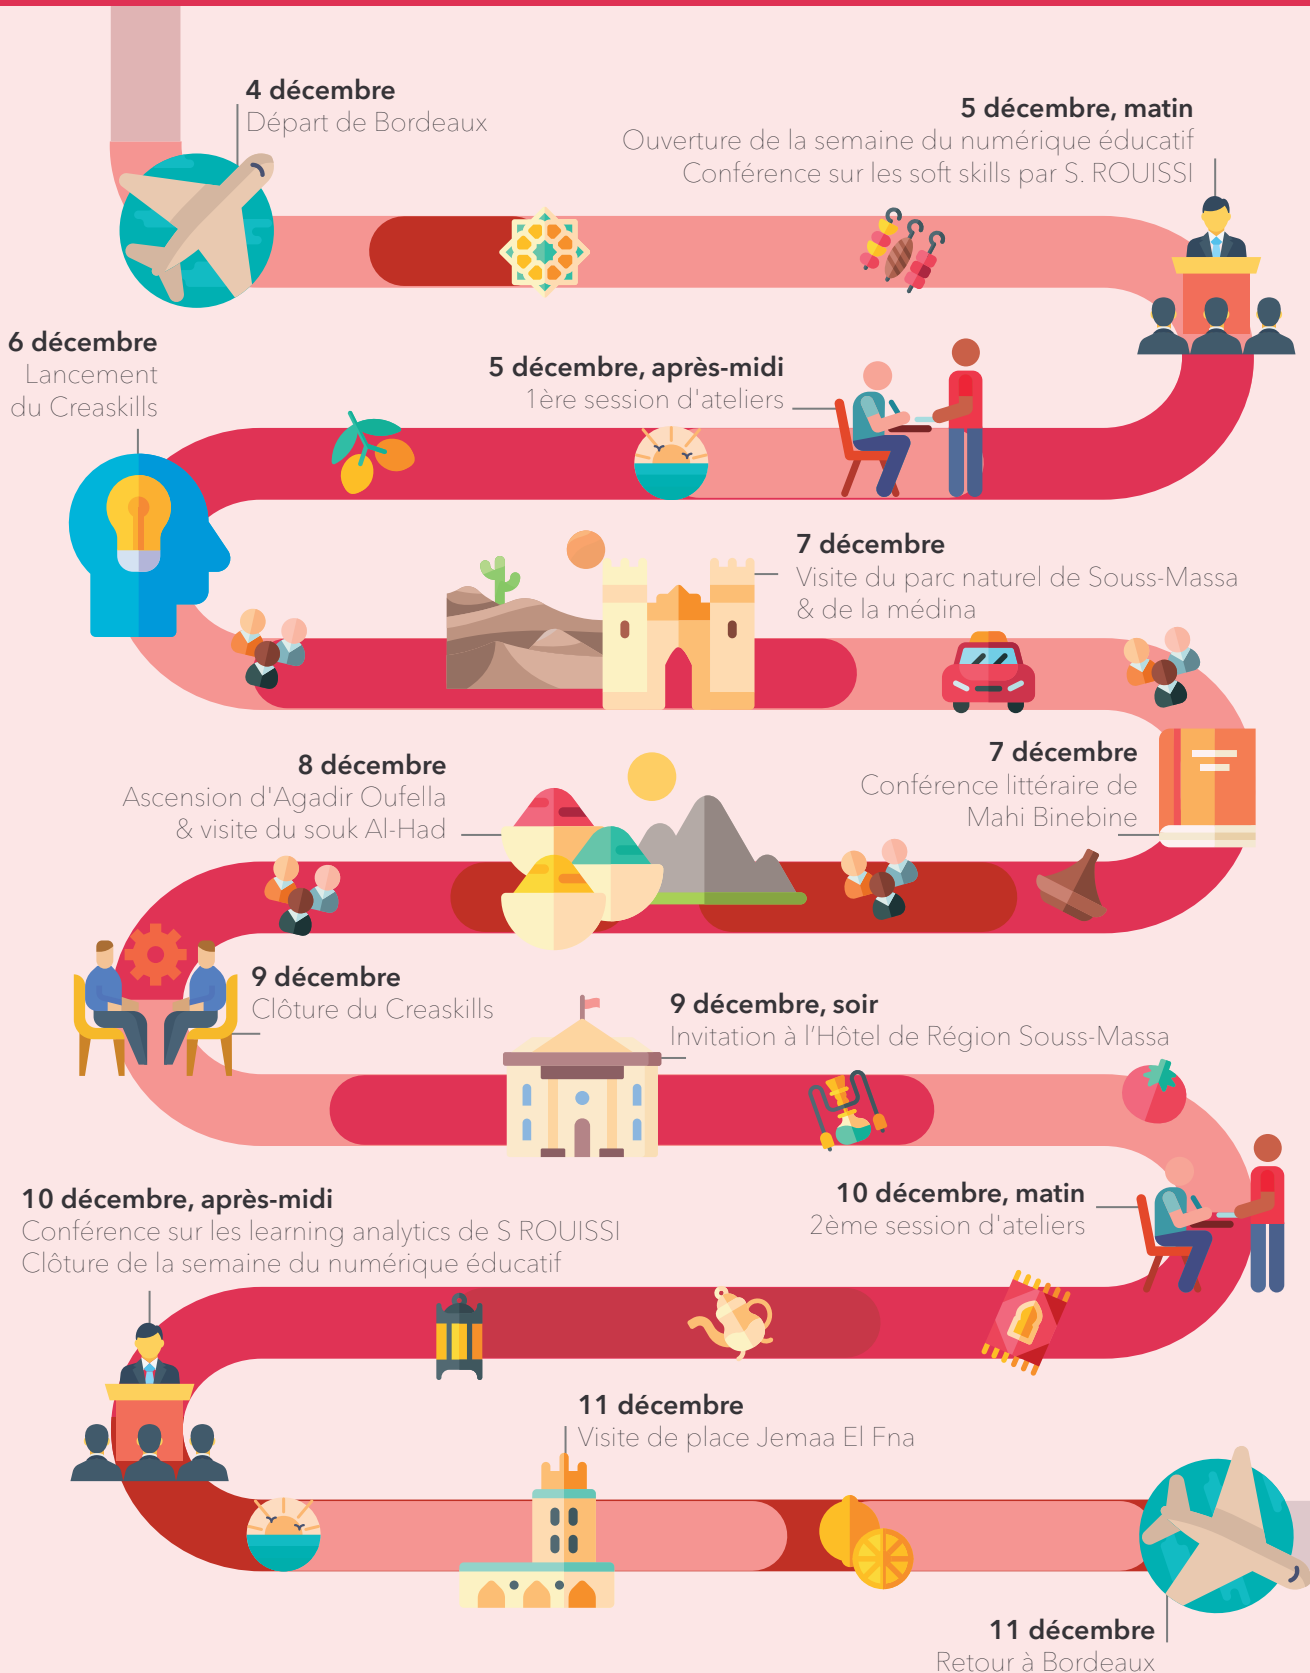 4 décembre
Départ de Bordeaux
5 décembre, matin
Ouverture de la semaine du numérique éducatif
Conférence sur les soft skills par S. ROUISSI
5 décembre, après-midi
1ère session d'ateliers
6 décembre
Lancement
du Creaskills
7 décembre
Visite du parc naturel de Souss-Massa
& de la médina
7 décembre
Conférence littéraire de
Mahi Binebine
8 décembre
Ascension d'Agadir Oufella
& visite du souk Al-Had
9 décembre
Clôture du Creaskills
9 décembre, soir
Invitation à l'Hôtel de Région Souss-Massa
10 décembre, matin
2ème session d'ateliers
10 décembre, après-midi
Conférence sur les learning analytics de S ROUISSI
Clôture de la semaine du numérique éducatif
11 décembre
Visite de place Jemaa El Fna
11 décembre
Retour à Bordeaux